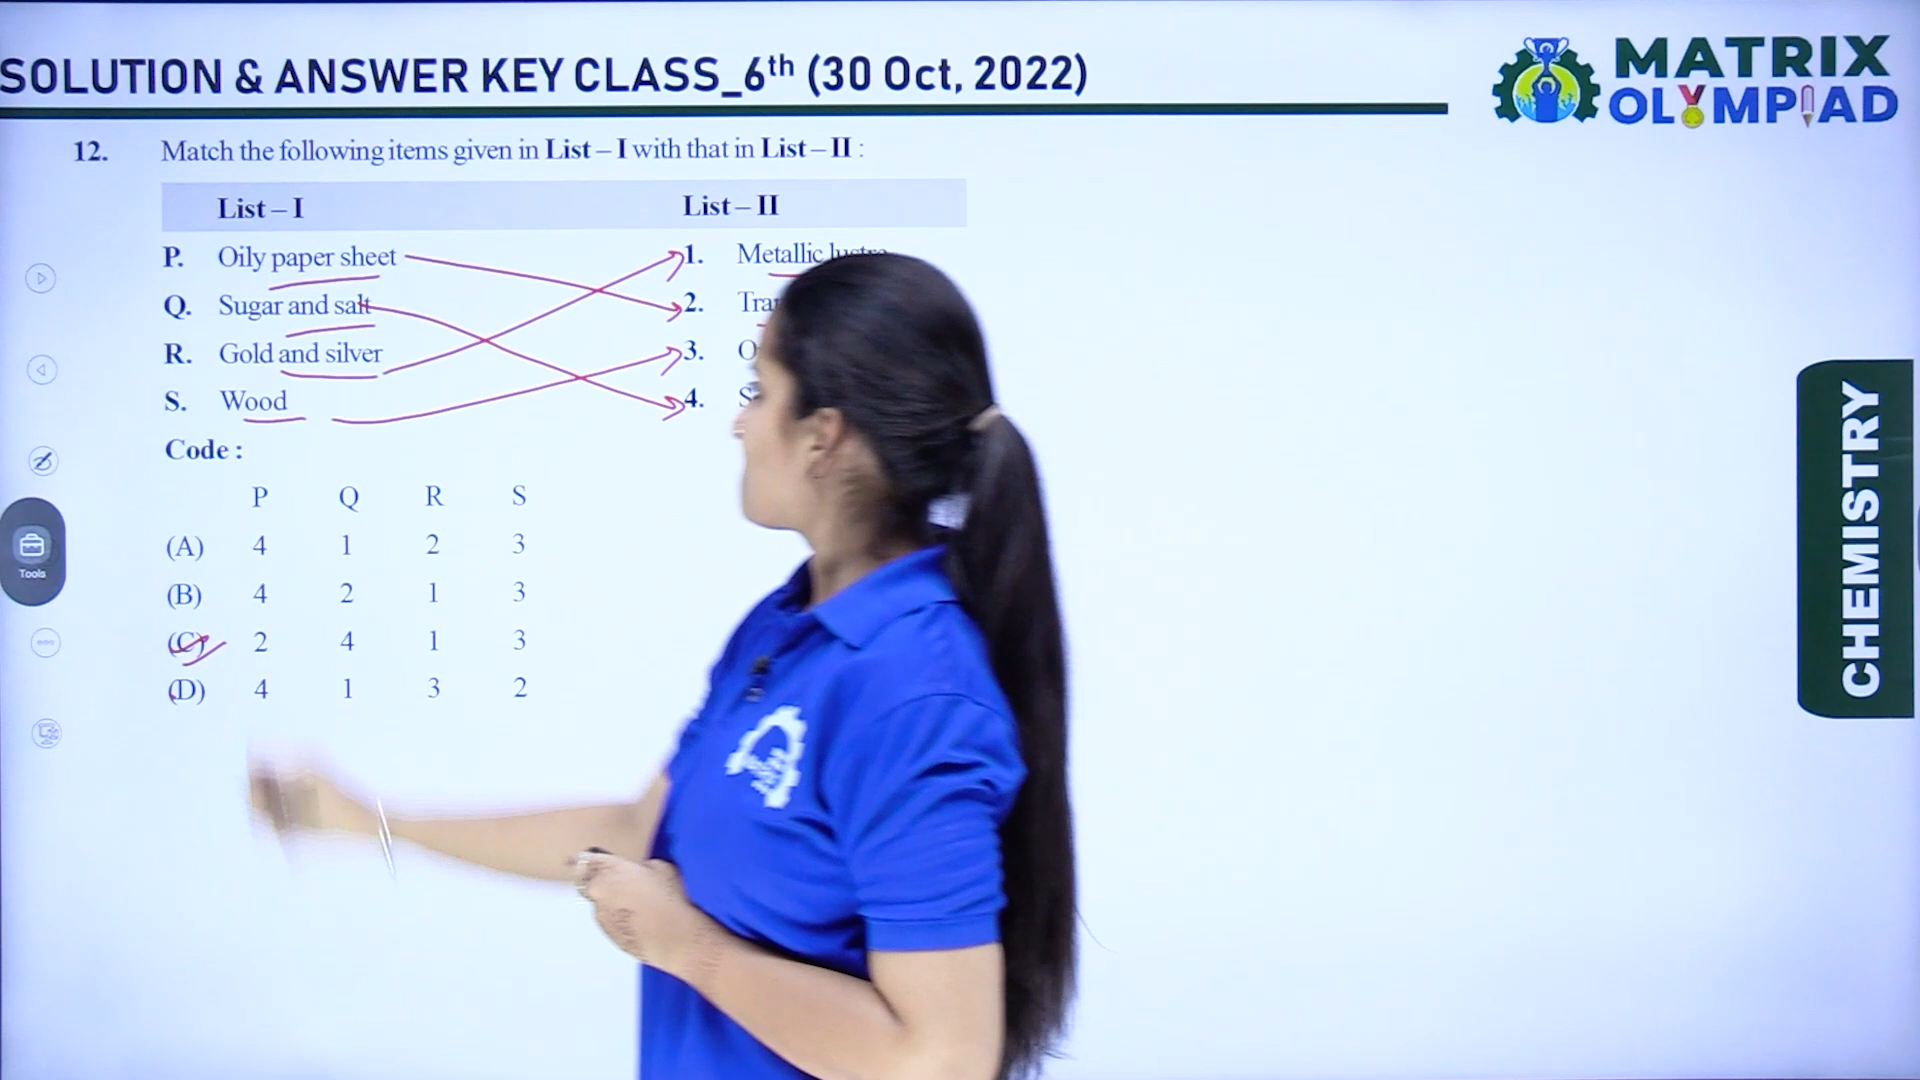 SOLUTION & ANSWER KEY CLASS_6th (30 Oct, 2022)
MATRIX
OLYMPIAD
12. Match the following items given in List – I with that in List – II :
List – I List – II
P. Oily paper sheet 1. Metallic lustre
Q. Sugar and salt 2.
R. Gold and silver 3.
S. Wood 4.
Code :
P Q R S
(A) 4 1 2 3
(B) 4 2 1 3
(C) 2 4 1 3
(D) 4 1 3 2
Tools
CHEMISTRY